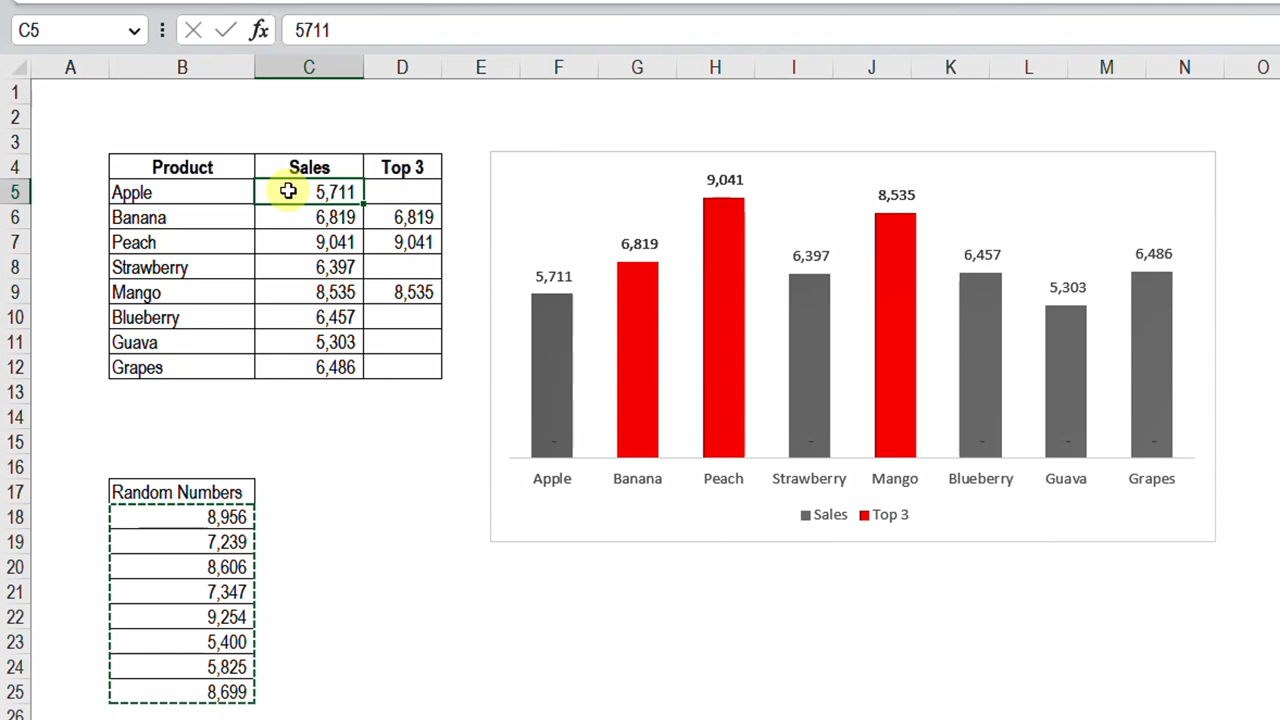 C5 fx 5711
A B C D E F G H I J K L M N O
1
2
3
4 Product Sales Top 3
5 Apple 5,711
6 Banana 6,819 6,819
7 Peach 9,041 9,041
8 Strawberry 6,397
9 Mango 8,535 8,535
10 Blueberry 6,457
11 Guava 5,303
12 Grapes 6,486
13
14
15
16
17 Random Numbers
18 8,956
19 7,239
20 8,606
21 7,347
22 9,254
23 5,400
24 5,825
25 8,699
26
5,711 6,819 9,041 6,397 8,535 6,457 5,303 6,486
- - - - -
Apple Banana Peach Strawberry Mango Blueberry Guava Grapes
Sales Top 3